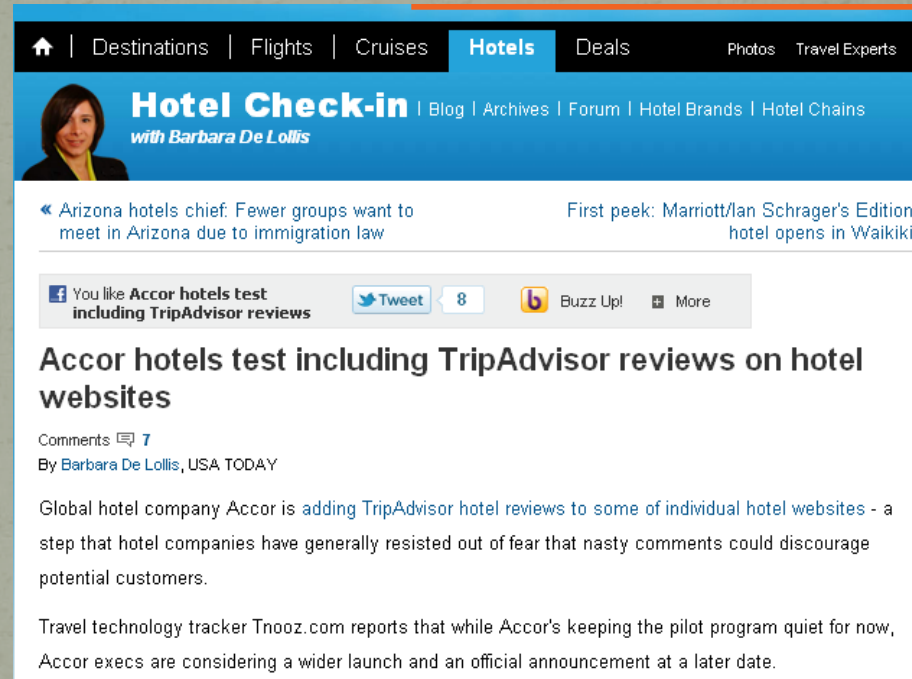 Destinations | Flights | Cruises Hotels Deals Photos Travel Experts
Hotel Check-in | Blog | Archives | Forum | Hotel Brands | Hotel Chains
with Barbara De Lollis
« Arizona hotels chief: Fewer groups want to
meet in Arizona due to immigration law
First peek: Marriott/Ian Schrager's Edition
hotel opens in Waikiki
You like Accor hotels test
including TripAdvisor reviews
Tweet 8
Buzz Up!
More
Accor hotels test including TripAdvisor reviews on hotel
websites
Comments 7
By Barbara De Lollis, USA TODAY
Global hotel company Accor is adding TripAdvisor hotel reviews to some of individual hotel websites - a
step that hotel companies have generally resisted out of fear that nasty comments could discourage
potential customers.
Travel technology tracker Tnooz.com reports that while Accor's keeping the pilot program quiet for now,
Accor execs are considering a wider launch and an official announcement at a later date.